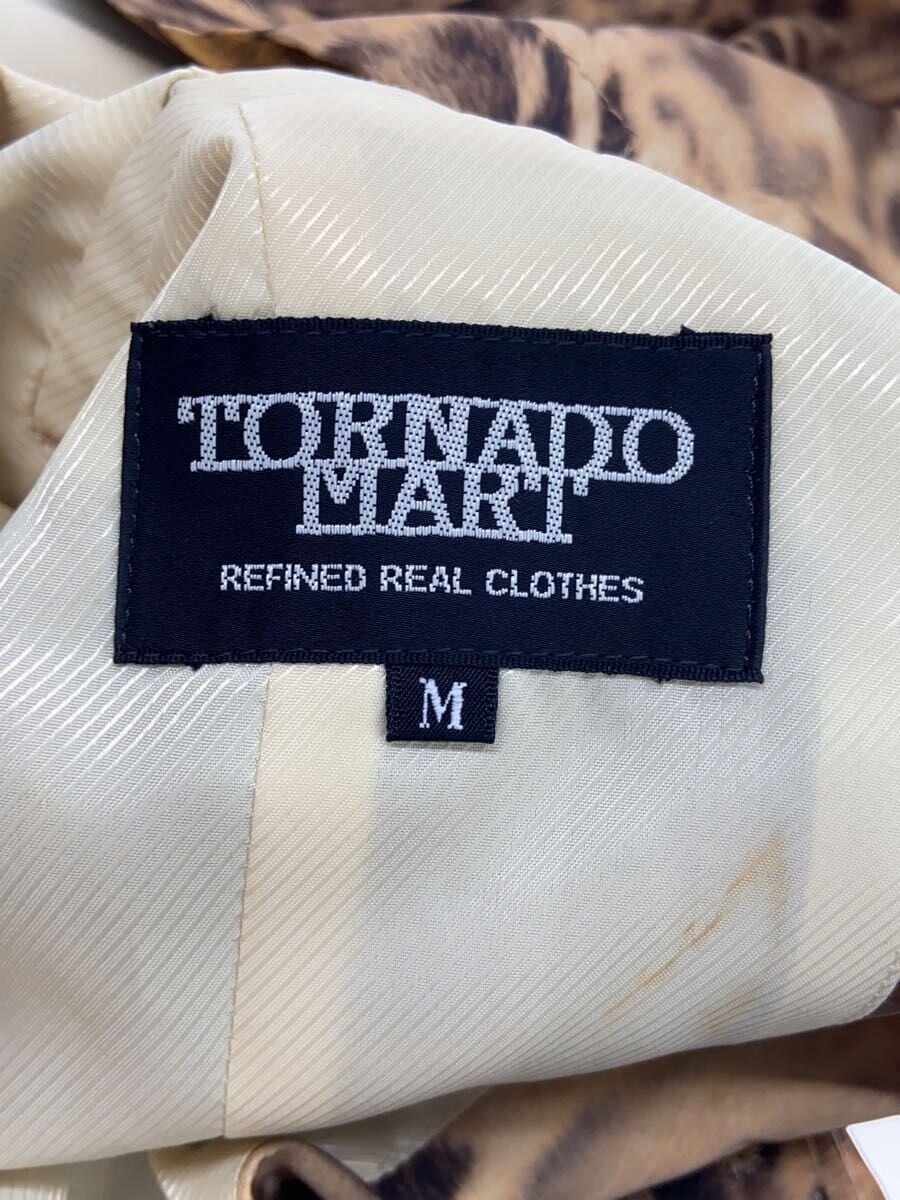 TORNADO
MART
REFINED REAL CLOTHES
M